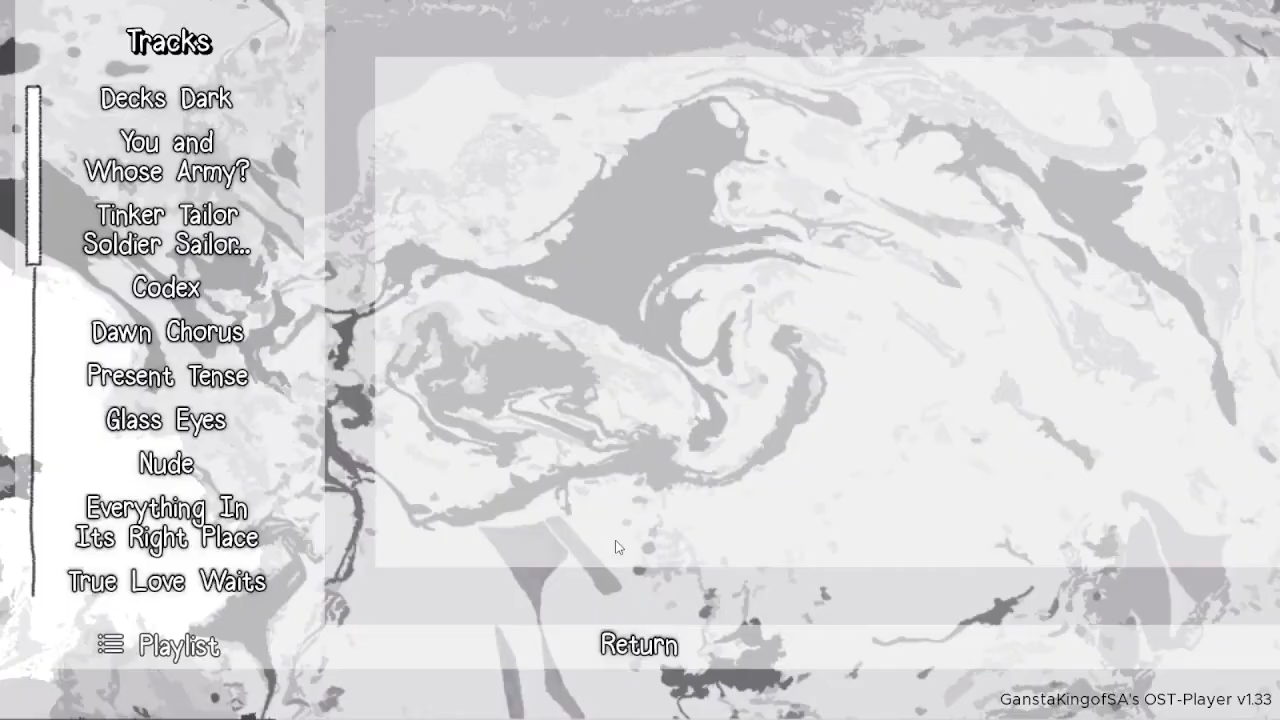 Tracks
Decks Dark
You and
Whose Army?
Tinker Tailor
Soldier Sailor...
Codex
Dawn Chorus
Present Tense
Glass Eyes
Nude
Everything In
Its Right Place
True Love Waits
Playlist
Return
GanstaKingofSA's OST-Player v1.33